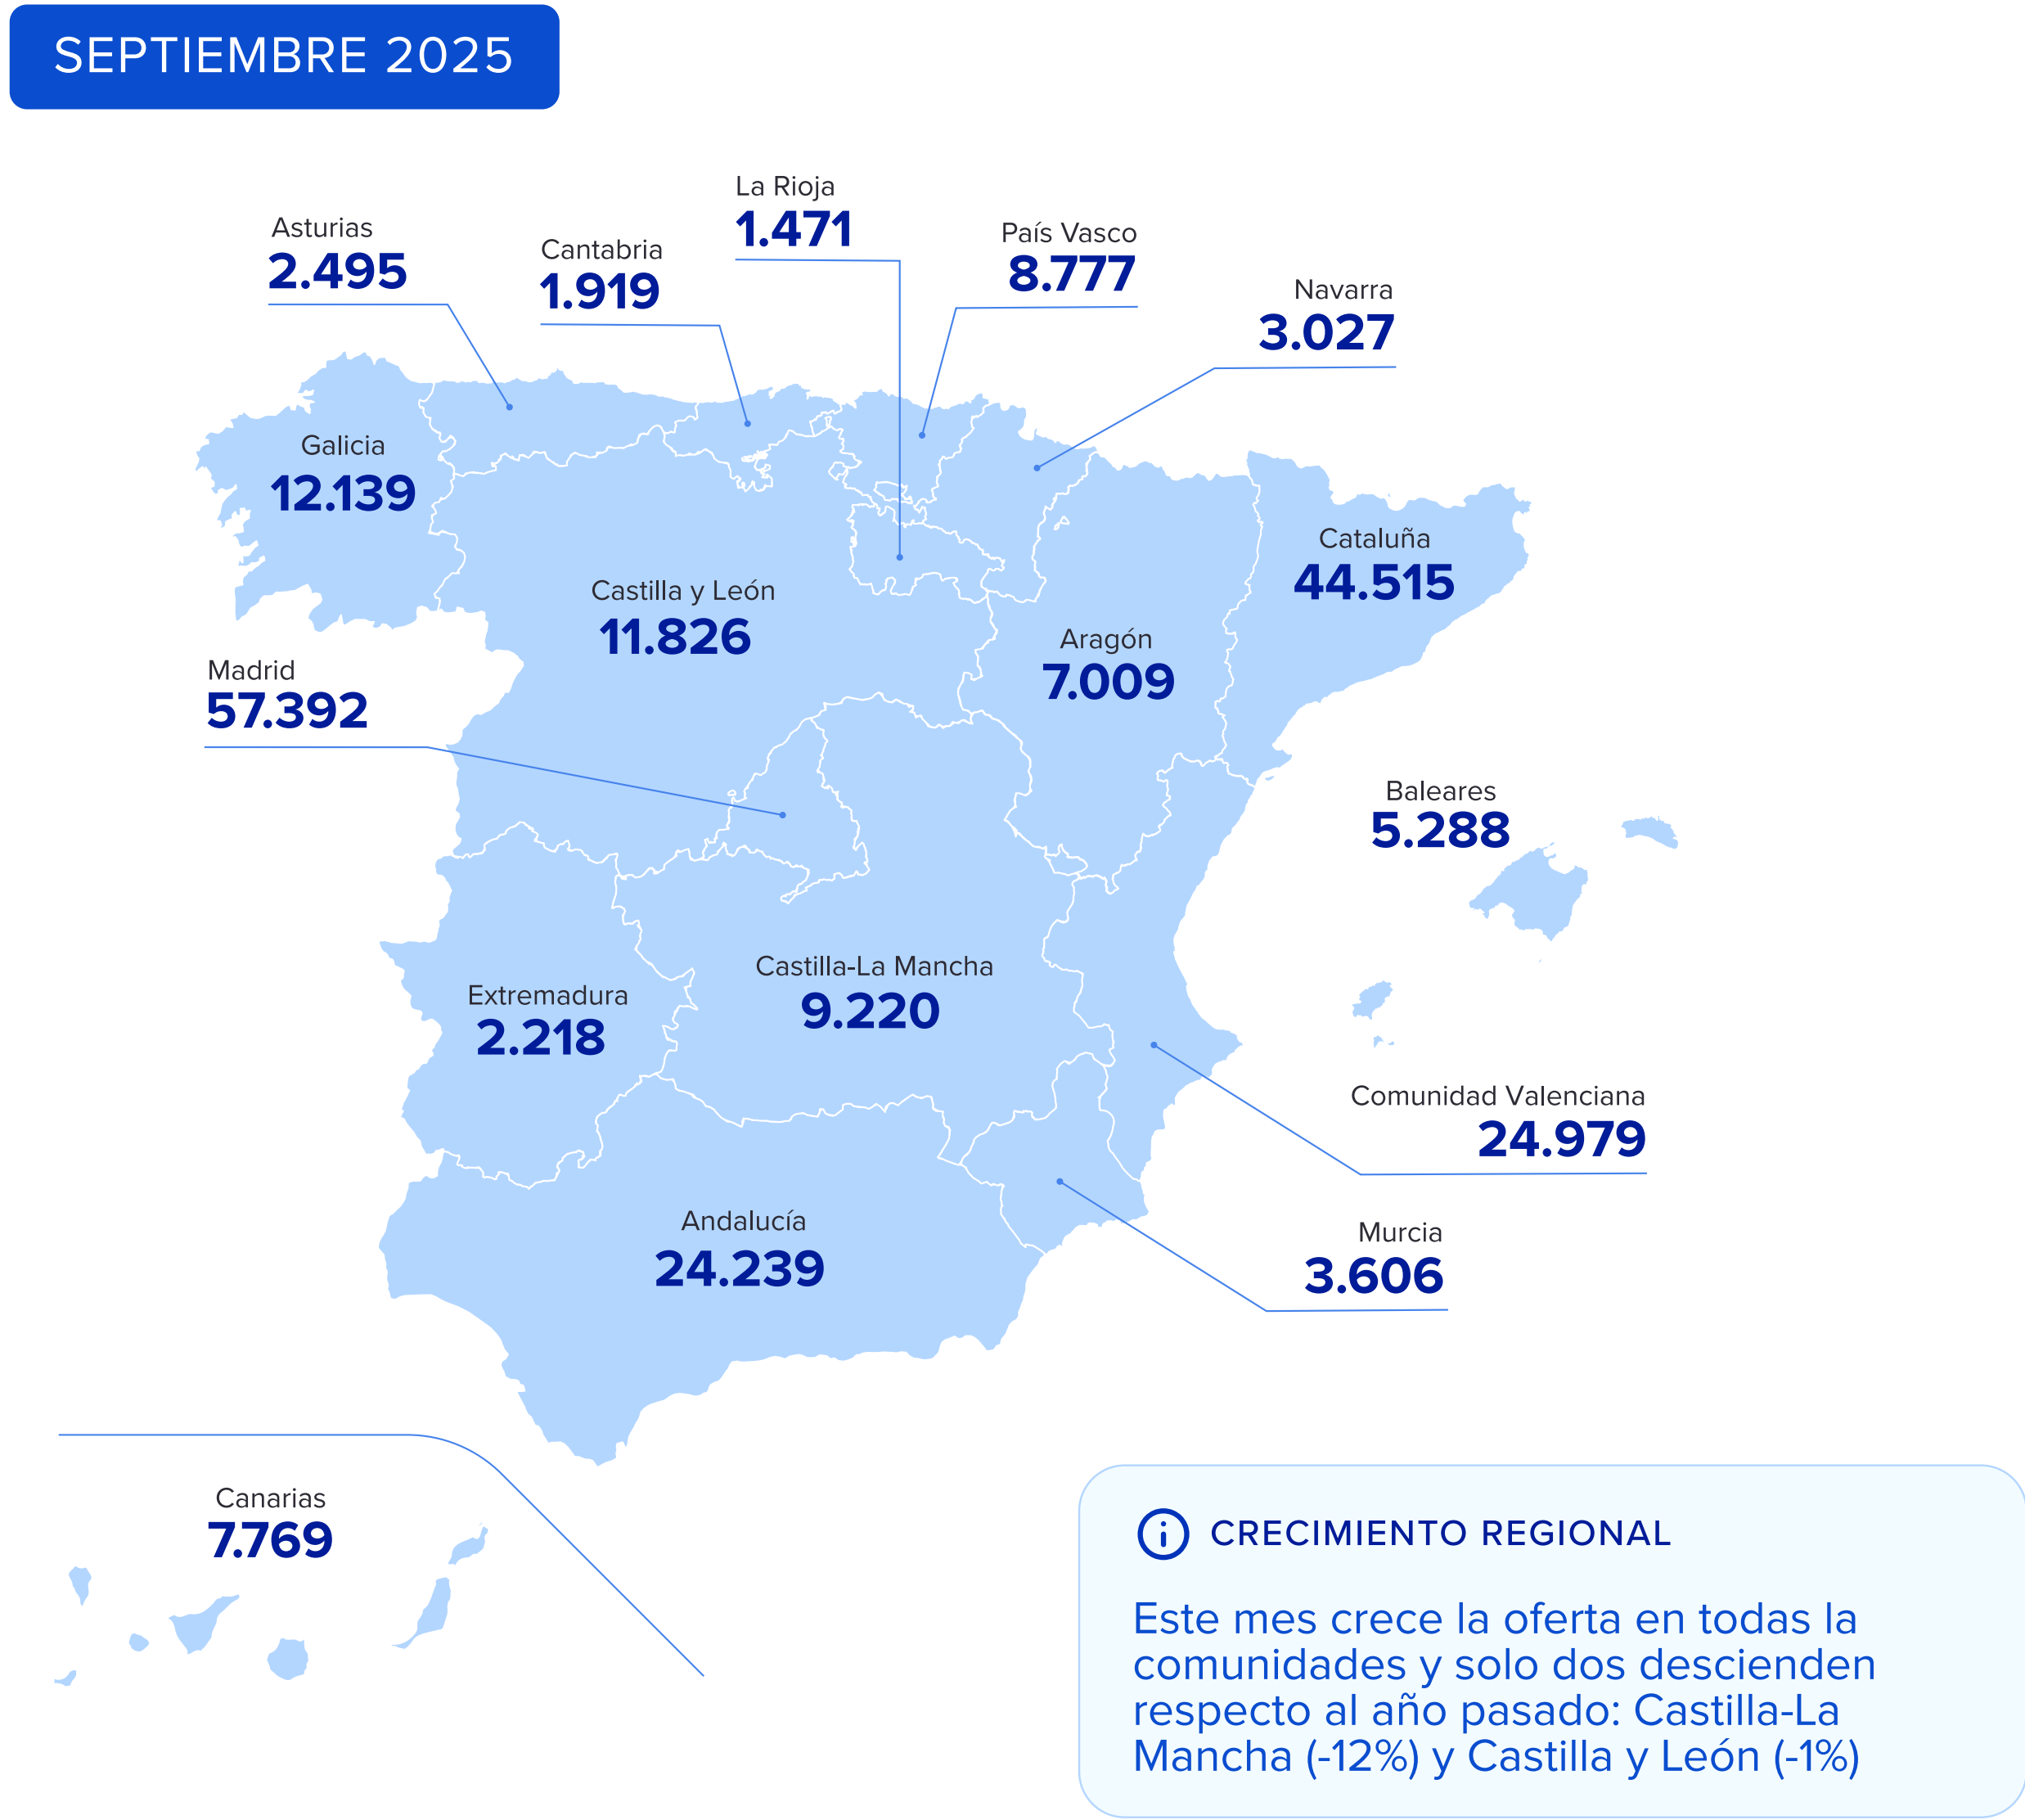 SEPTIEMBRE 2025
La Rioja
1.471
Asturias
2.495
Cantabria
1.919
País Vasco
8.777
Navarra
3.027
Galicia
12.139
Cataluña
44.515
Castilla y León
11.826
Aragón
7.009
Madrid
57.392
Baleares
5.288
Castilla-La Mancha
9.220
Extremadura
2.218
Comunidad Valenciana
24.979
Andalucía
24.239
Murcia
3.606
Canarias
7.769
CRECIMIENTO REGIONAL
Este mes crece la oferta en todas la
comunidades y solo dos descienden
respecto al año pasado: Castilla-La
Mancha (-12%) y Castilla y León (-1%)